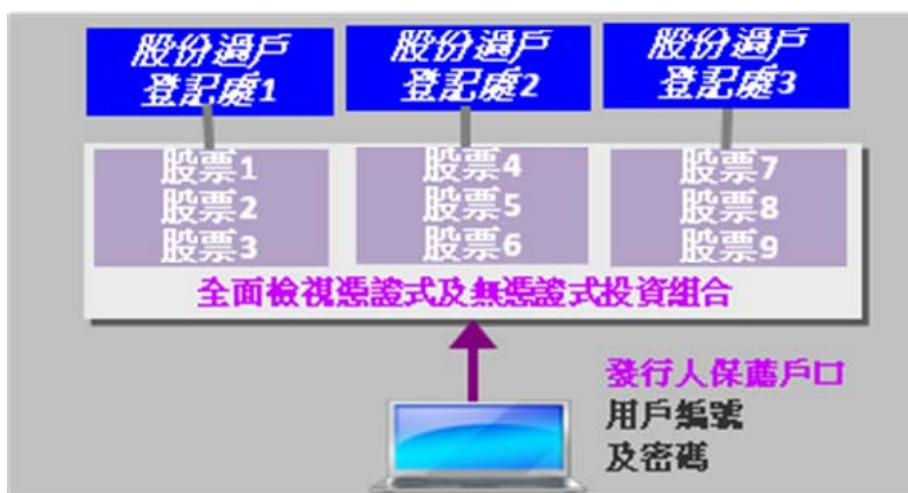 股份過戶
登記處1
股份過戶
登記處2
股份過戶
登記處3
股票1
股票2
股票3
股票4
股票5
股票6
股票7
股票8
股票9
全面檢視憑證式及無憑證式投資組合
發行人保薦戶口
用戶編號
及密碼